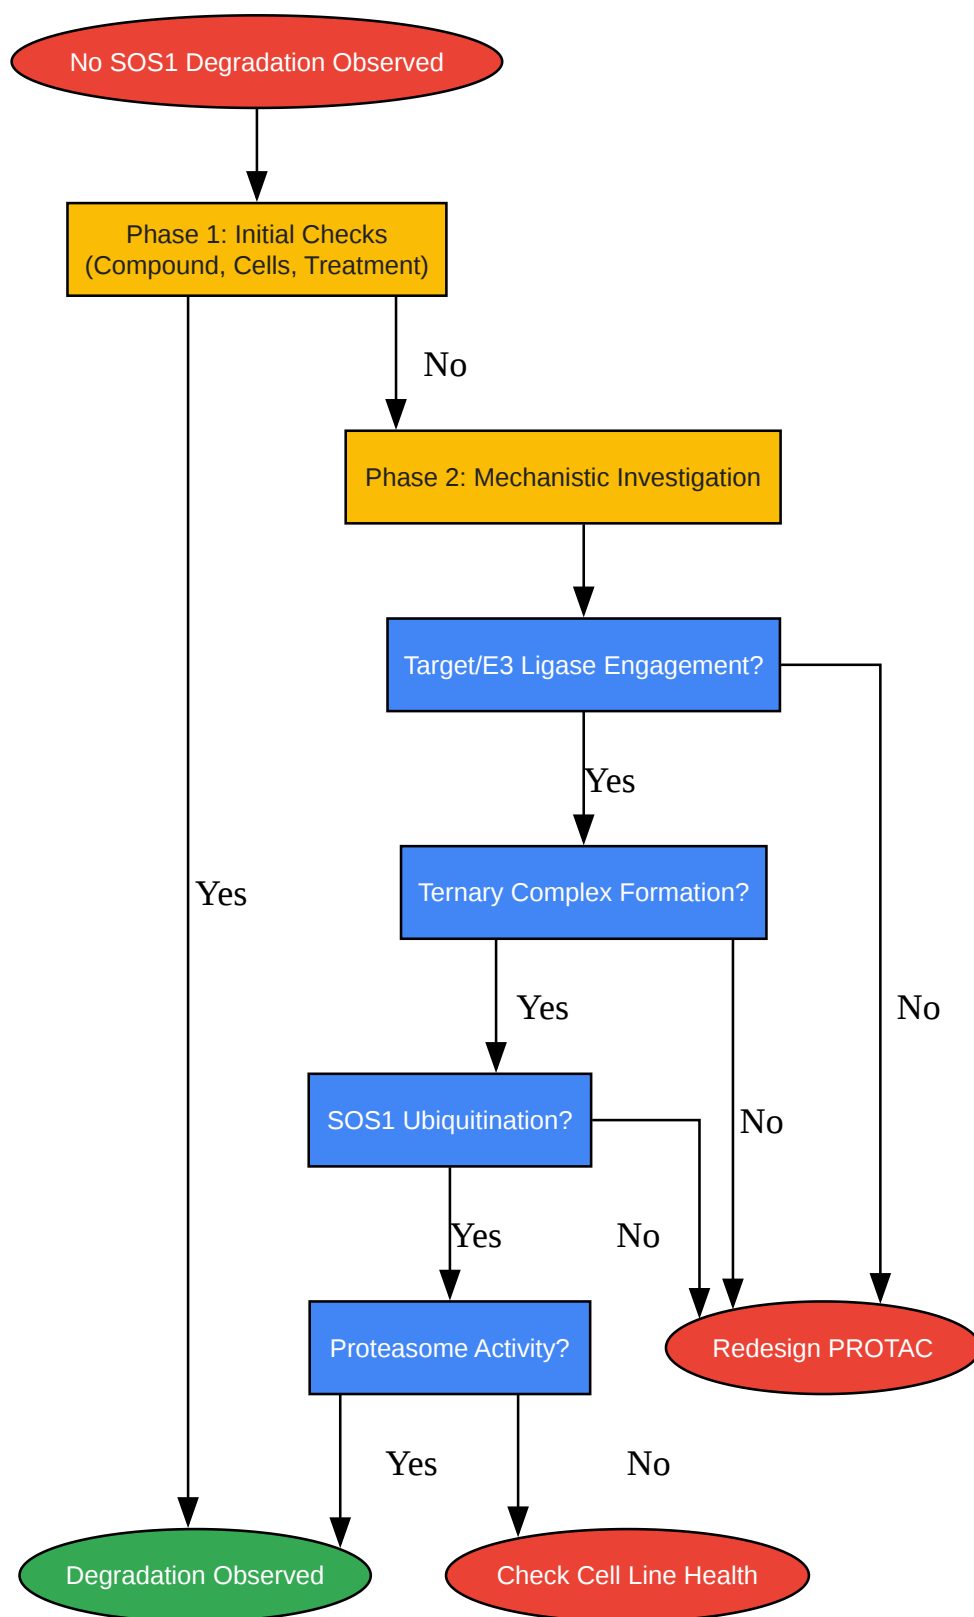 No SOS1 Degradation Observed
Phase 1: Initial Checks
(Compound, Cells, Treatment)
No
Phase 2: Mechanistic Investigation
Target/E3 Ligase Engagement?
Yes
Ternary Complex Formation?
Yes
Yes
No
SOS1 Ubiquitination?
No
Yes
No
Proteasome Activity?
Redesign PROTAC
Yes
No
Degradation Observed
Check Cell Line Health